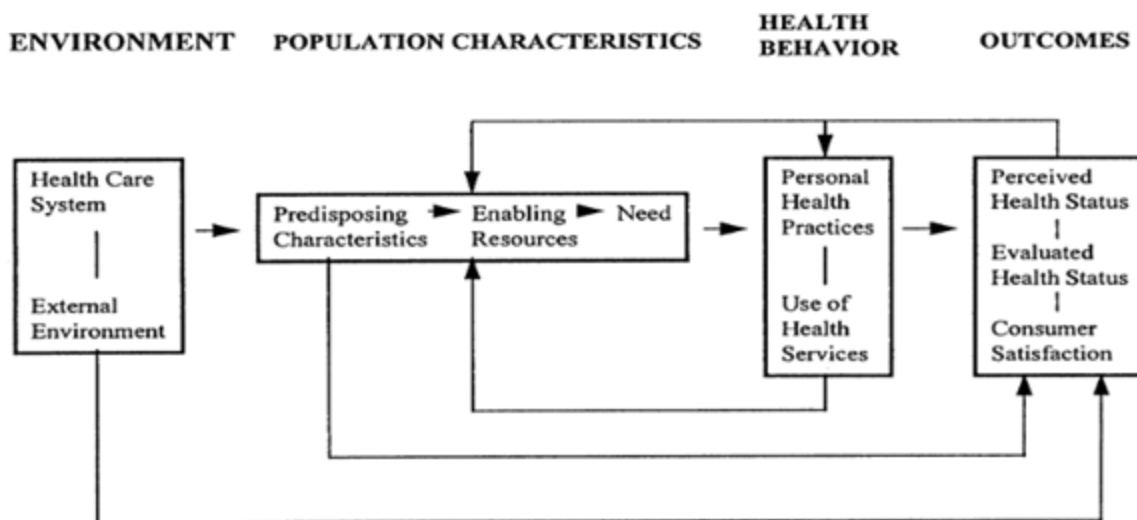 ENVIRONMENT
POPULATION CHARACTERISTICS
HEALTH
BEHAVIOR
OUTCOMES
Health Care
System
External
Environment
Predisposing
Characteristics
Enabling
Resources
Need
Personal
Health
Practices
Use of
Health
Services
Perceived
Health Status
Evaluated
Health Status
Consumer
Satisfaction